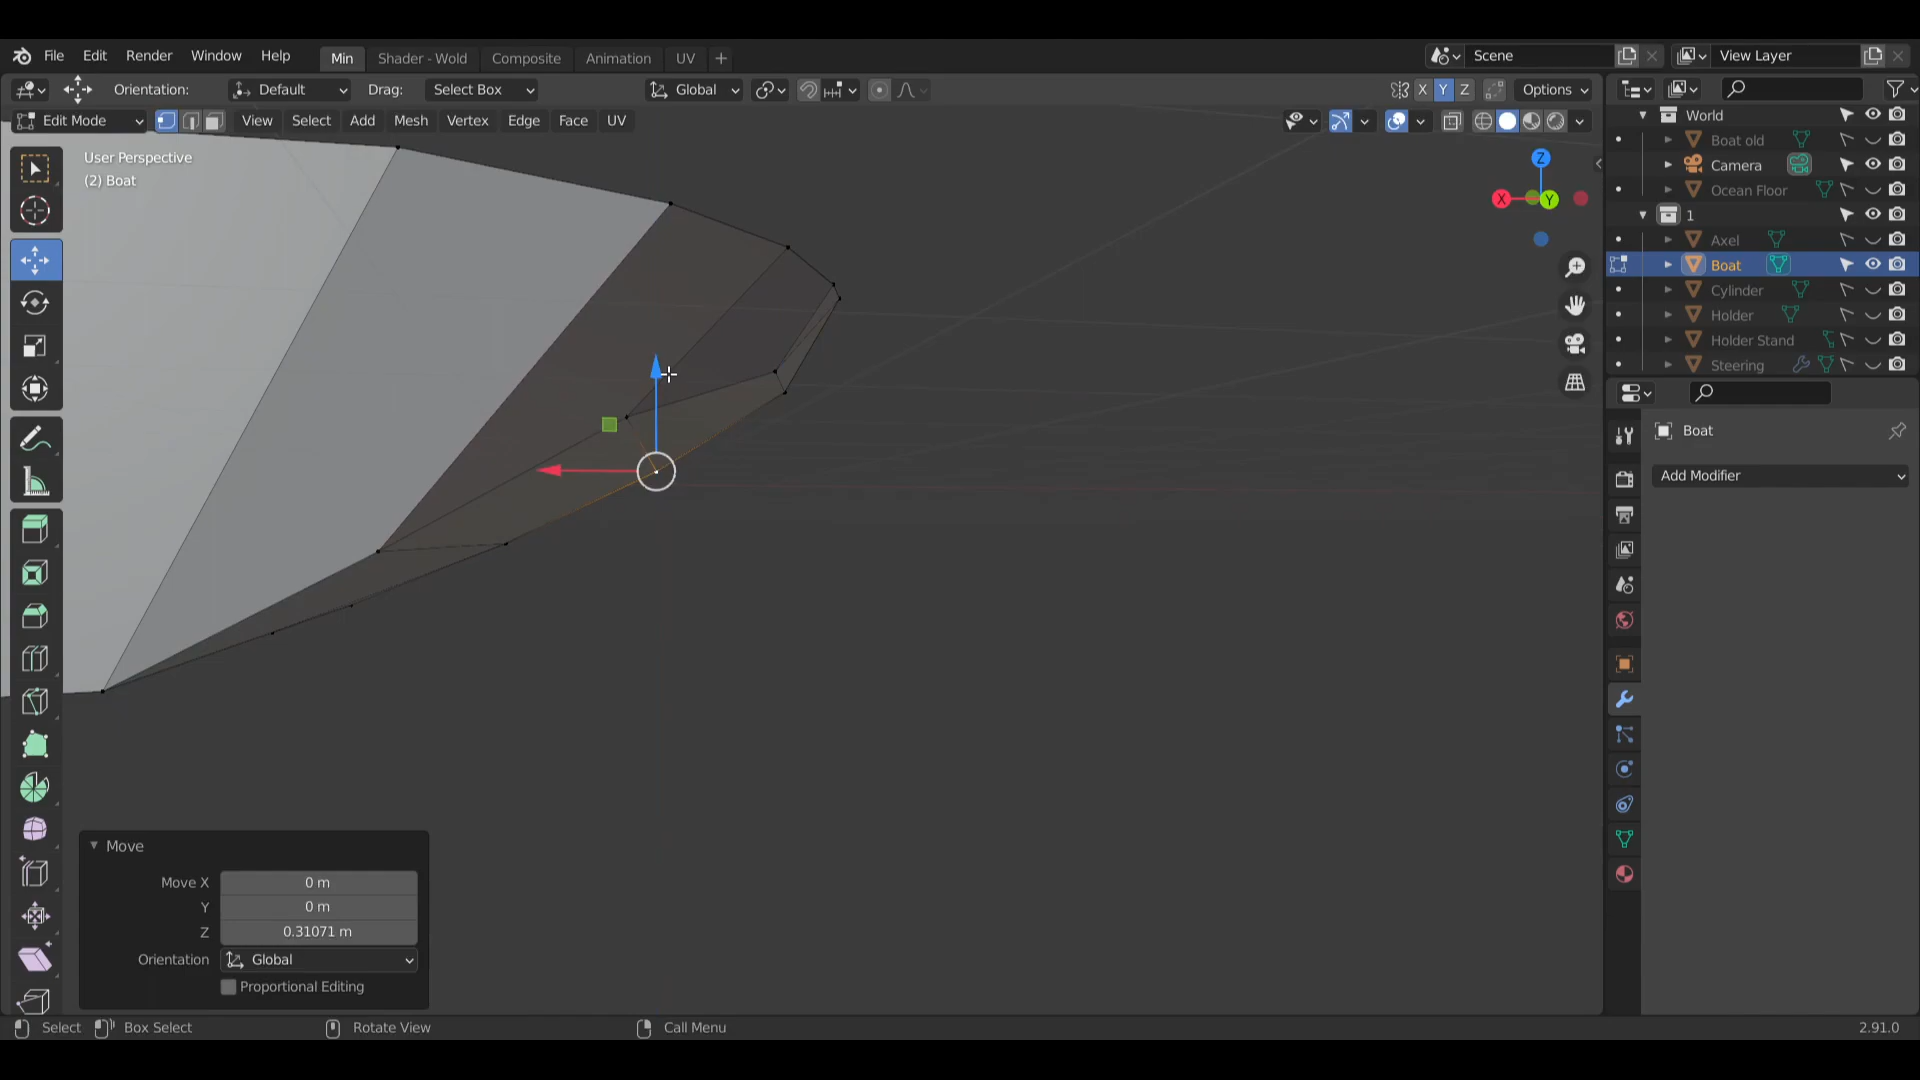 File Edit Render Window Help Min Shader - Wold Composite Animation UV + Scene View Layer
Orientation: Default Drag: Select Box Global X Y Z Options
Edit Mode View Select Add Mesh Vertex Edge Face UV
User Perspective
(2) Boat
Z
X
Y
World
Boat old
Camera
Ocean Floor
1
Axel
Boat
Cylinder
Holder
Holder Stand
Steering
Boat
Add Modifier
Move
Move X 0 m
Y 0 m
Z 0.31071 m
Orientation Global
Proportional Editing
Select Box Select Rotate View Call Menu 2.91.0